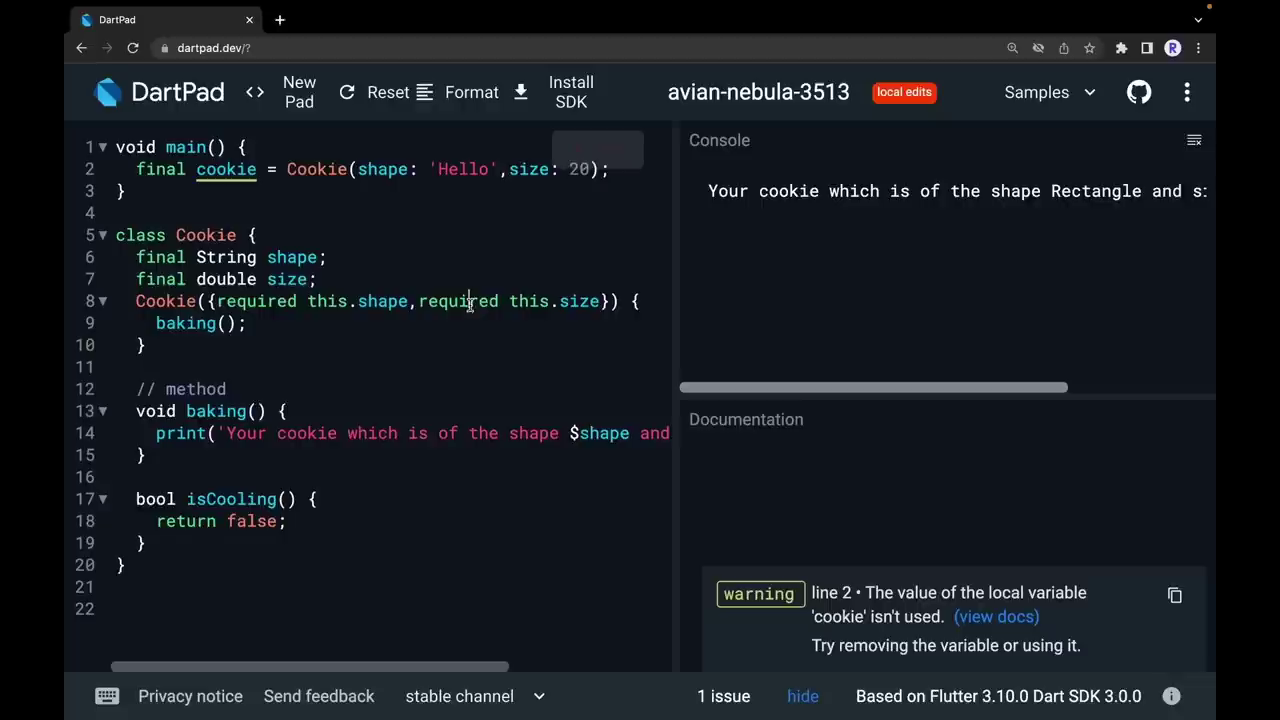 DartPad
dartpad.dev/?
R
DartPad
<> New Pad
Reset
Format
Install SDK
avian-nebula-3513
local edits
Samples
1 void main() {
2   final cookie = Cookie(shape: 'Hello',size: 20);
3 }
4
5 class Cookie {
6   final String shape;
7   final double size;
8   Cookie({required this.shape,required this.size}) {
9     baking();
10   }
11
12   // method
13   void baking() {
14     print('Your cookie which is of the shape $shape and
15   }
16
17   bool isCooling() {
18     return false;
19   }
20 }
21
22
Console
Your cookie which is of the shape Rectangle and s
Documentation
warning line 2 • The value of the local variable
'cookie' isn't used. (view docs)
Try removing the variable or using it.
Privacy notice
Send feedback
stable channel
1 issue
hide
Based on Flutter 3.10.0 Dart SDK 3.0.0